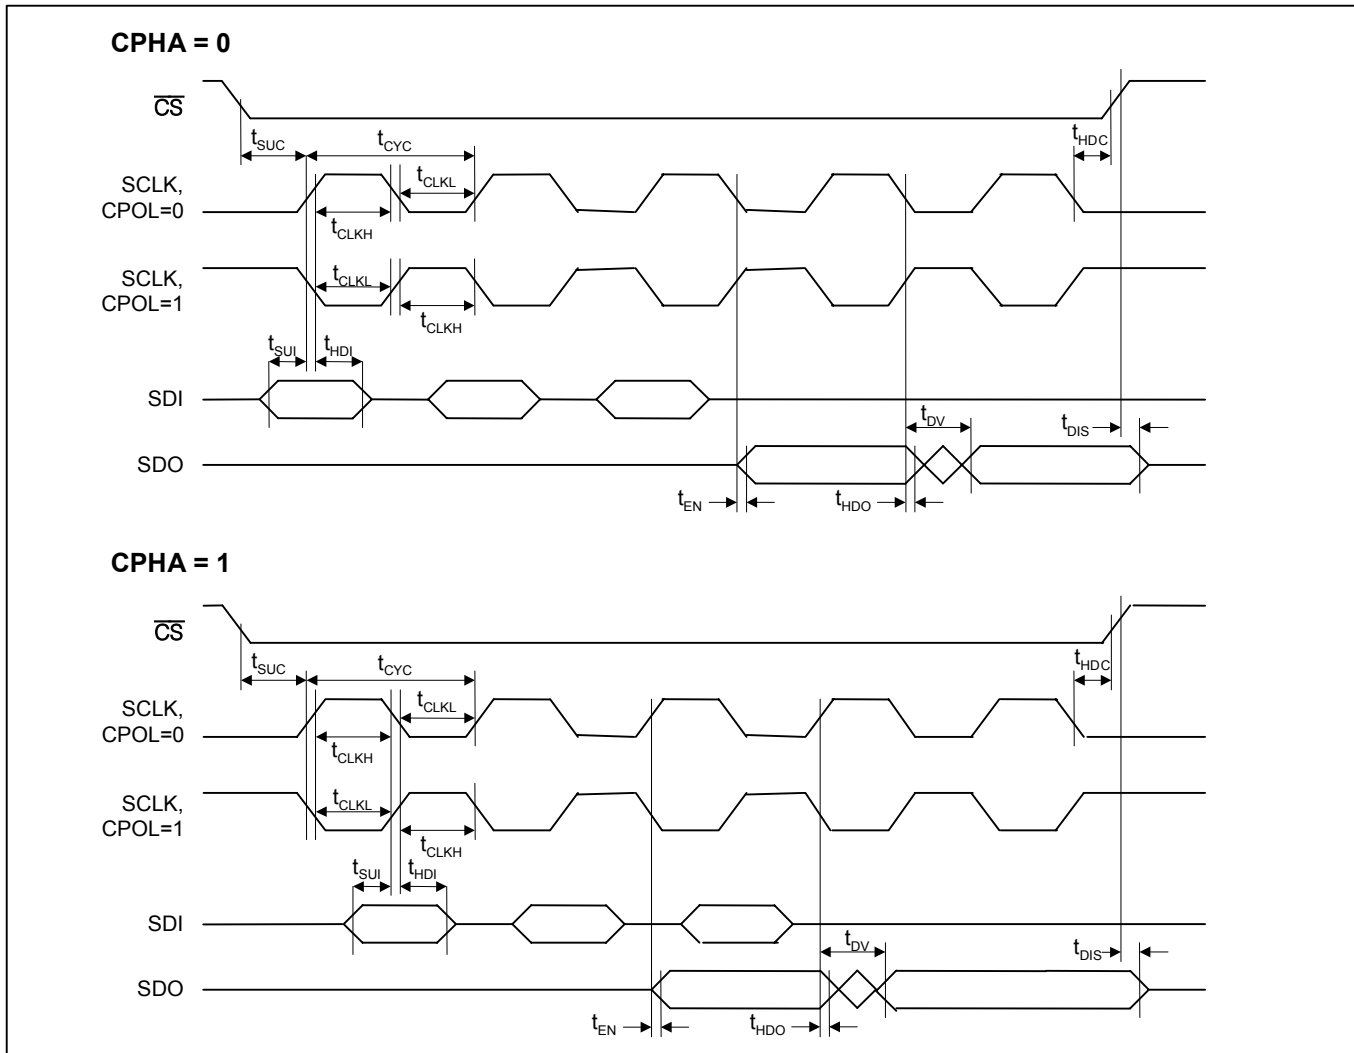 CPHA = 0
CS
tSUC
tCYC
tHDC
SCLK,
CPOL=0
tCLKL
tCLKH
SCLK,
CPOL=1
tCLKL
tCLKH
tSUI
tHDI
SDI
tDV
tDIS
SDO
tEN
tHDO
CPHA = 1
CS
tSUC
tCYC
tHDC
SCLK,
CPOL=0
tCLKL
tCLKH
SCLK,
CPOL=1
tCLKL
tCLKH
tSUI
tHDI
SDI
tDV
tDIS
SDO
tEN
tHDO